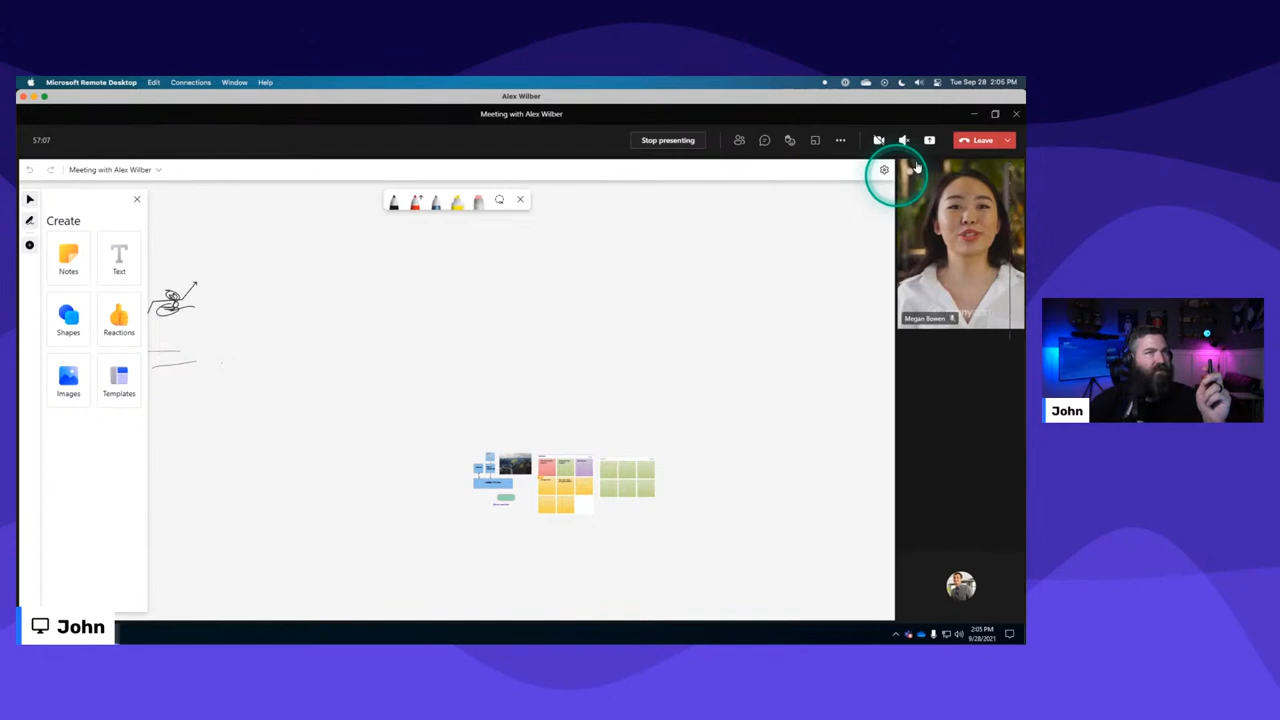 Microsoft Remote Desktop Edit Connections Window Help Tue Sep 28 2:05 PM
Alex Wilber
Meeting with Alex Wilber
57:07 Stop presenting Leave
Meeting with Alex Wilber
Create
Notes Text
Shapes Reactions
Images Templates
Megan Bowen
John
John
2:05 PM
9/28/2021